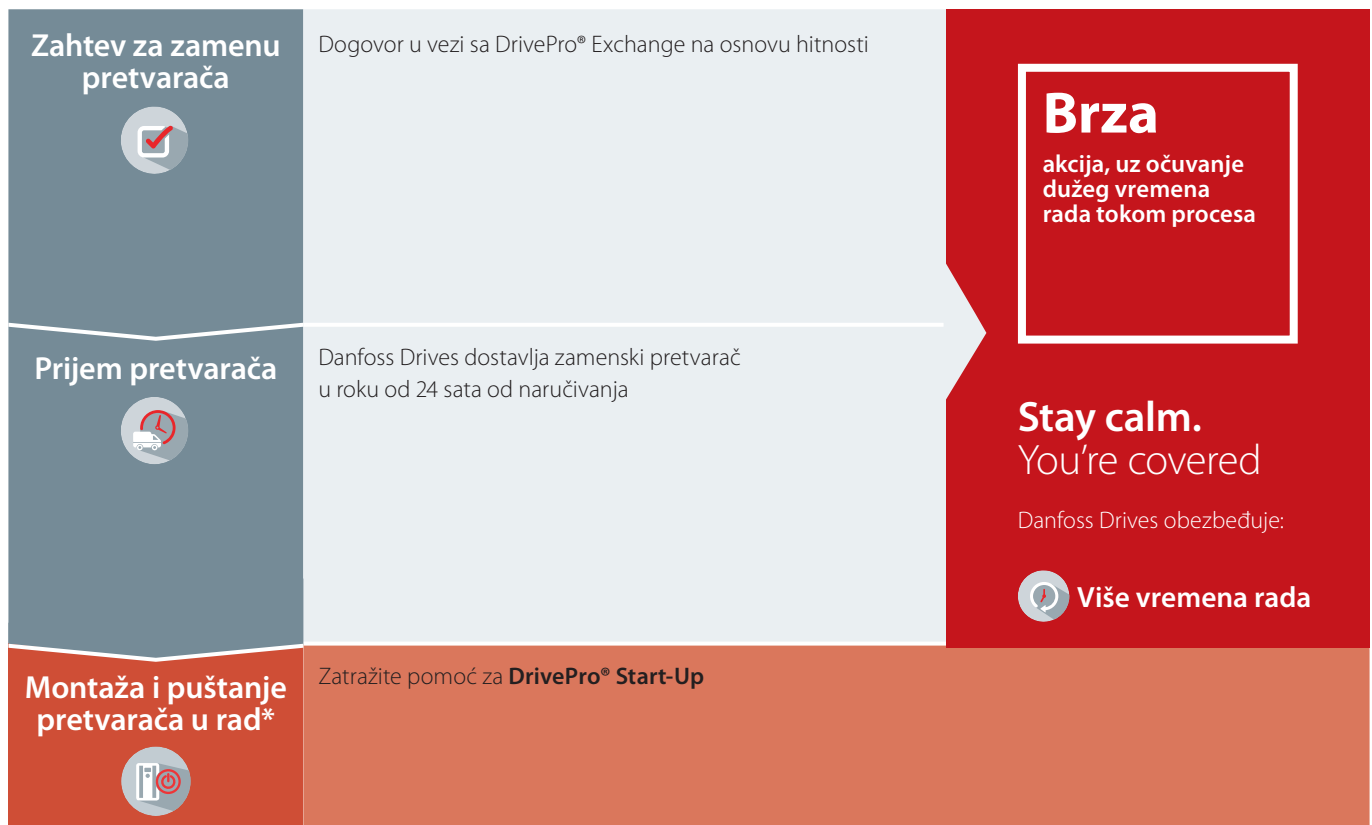 Zahtev za zamenu
pretvarača
Dogovor u vezi sa DrivePro® Exchange na osnovu hitnosti
Prijem pretvarača
Danfoss Drives dostavlja zamenski pretvarač
u roku od 24 sata od naručivanja
Montaža i puštanje
pretvarača u rad*
Zatražite pomoć za DrivePro® Start-Up
Brza
akcija, uz očuvanje
dužeg vremena
rada tokom procesa
Stay calm.
You're covered
Danfoss Drives obezbeđuje:
Više vremena rada